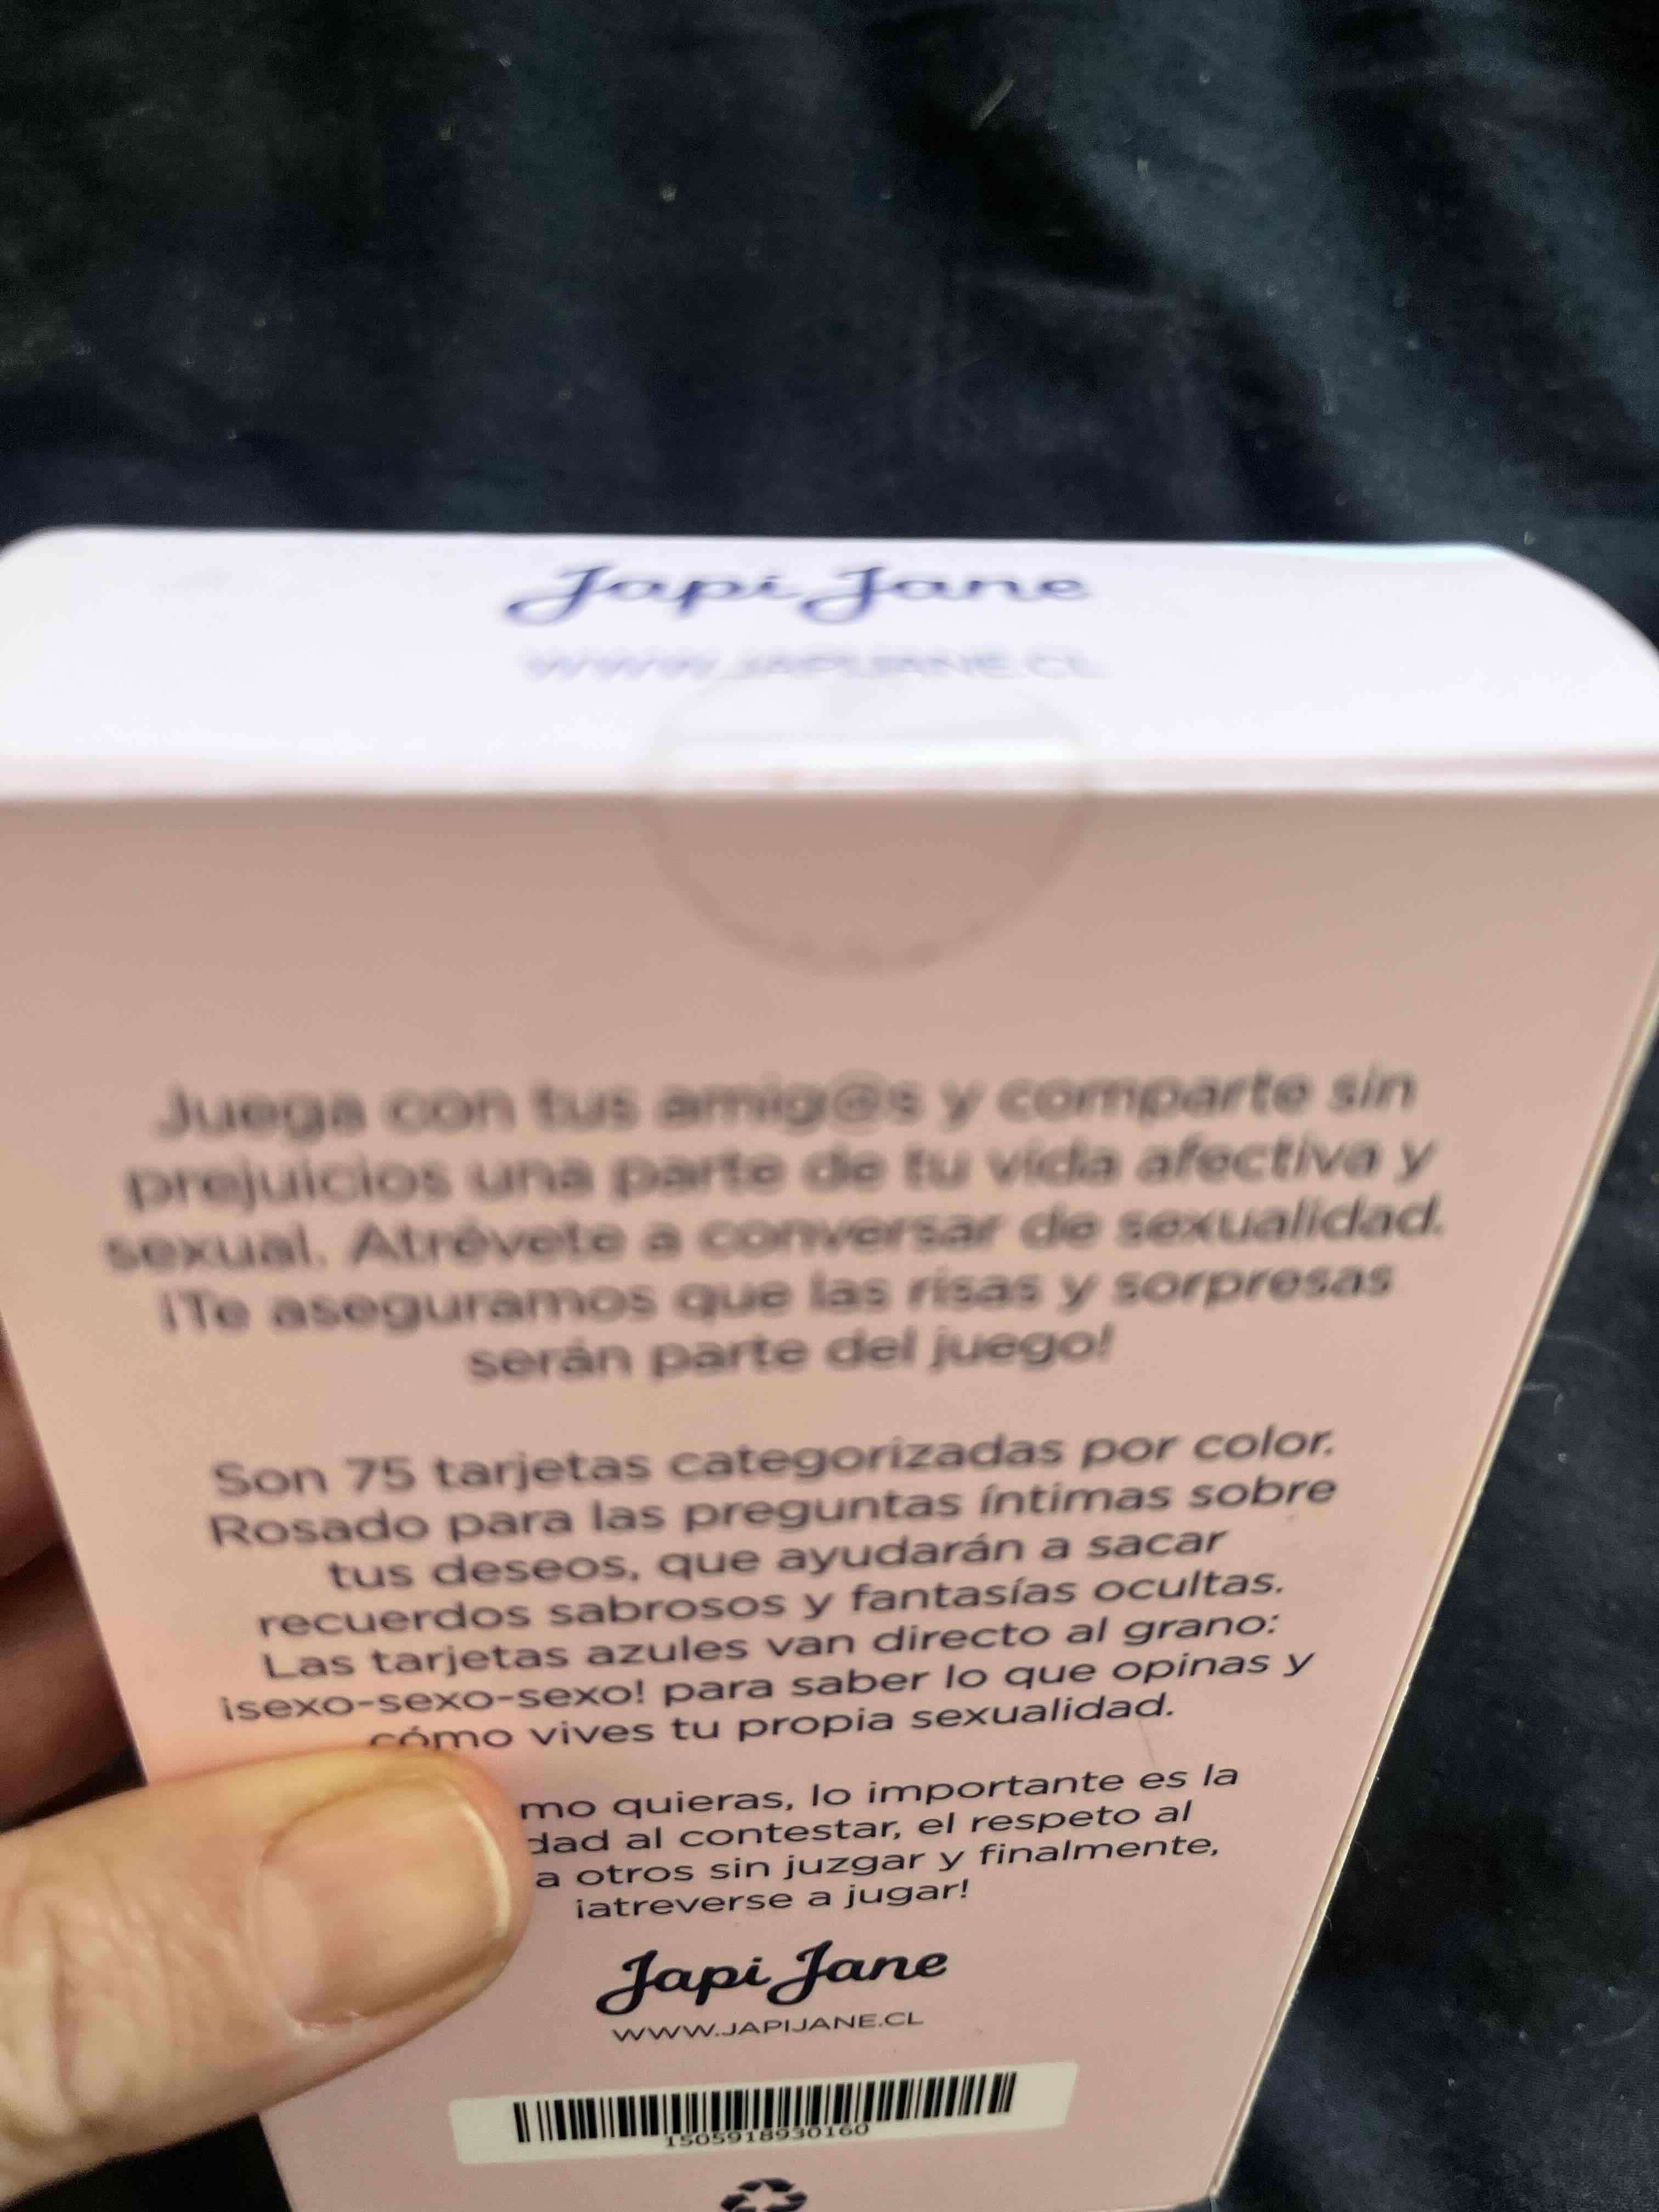 Japi Jane
WWW.JAPIJANE.CL
Juega con tus amig@s y comparte sin
prejuicios una parte de tu vida afectiva y
sexual. Atrévete a conversar de sexualidad.
¡Te aseguramos que las risas y sorpresas
serán parte del juego!
Son 75 tarjetas categorizadas por color.
Rosado para las preguntas íntimas sobre
tus deseos, que ayudarán a sacar
recuerdos sabrosos y fantasías ocultas.
Las tarjetas azules van directo al grano:
¡sexo-sexo-sexo! para saber lo que opinas y
cómo vives tu propia sexualidad.
mo quieras, lo importante es la
dad al contestar, el respeto al
a otros sin juzgar y finalmente,
¡atreverse a jugar!
Japi Jane
WWW.JAPIJANE.CL
1505918930160